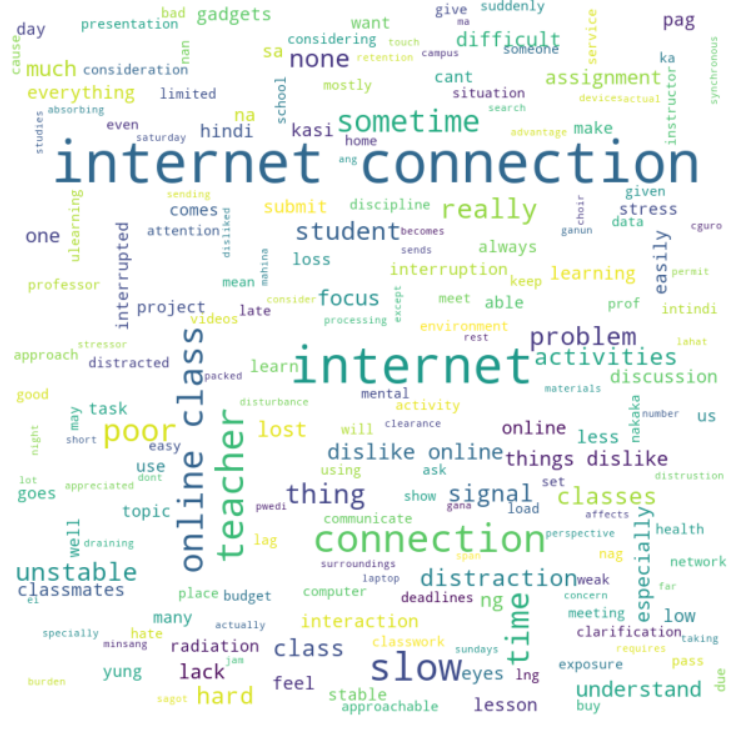 day presentation bad gadgets give suddenly
cause nan considering want ma touch campus difficult someone service pag
much consideration sa none retention cant assignment ka synchronous
everything limited school mostly situation devices actual instructor
studies absorbing na search
even saturday hindi kasi sometime home advantage make
internet connection
ang
ulearning sending given
comes submit discipline really choir stress
one interrupted attention disliked student becomes ganun data cguro
mahina loss sends always easily
professor mean interruption keep learning permit
project consider focus except meet able prof intindi
videos late processing environment rest lahat
approach stressor distracted learn internet problem activities
packed online class discussion
good mental materials
night may task disturbance activity nakaka number us
short easy poor teacher lost will clearance online less
lot appreciated dont use dislike online things dislike
goes using ask set distrustion
thing show signal load classes
topic pwedi gana affects
well communicate perspective especially health
draining lag connection network
unstable surroundings span nag
classmates place budget computer laptop distraction weak concern far
ei deadlines ng time meeting low
many actually interaction
specially hate classwork clarification taking
minsang radiation class sundays requires
yung jam lack slow eyes lng exposure pass due
burden sagot hard feel stable understand
approachable lesson buy